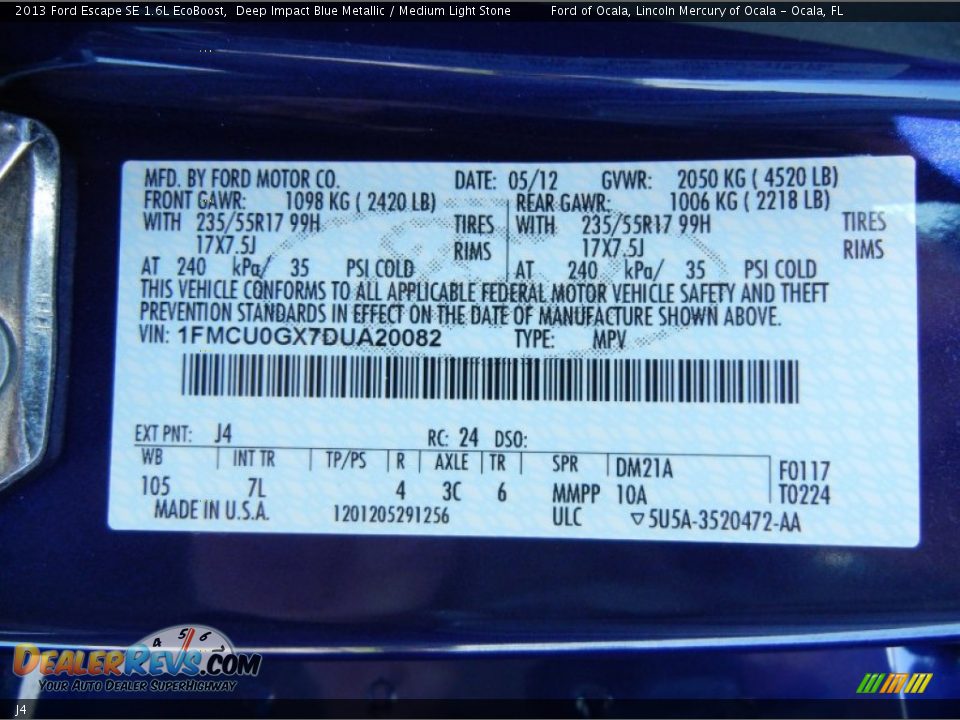 2013 Ford Escape SE 1.6L EcoBoost, Deep Impact Blue Metallic / Medium Light Stone Ford of Ocala, Lincoln Mercury of Ocala - Ocala, FL
MFD. BY FORD MOTOR CO. DATE: 05/12 GVWR: 2050 KG ( 4520 LB)
FRONT GAWR: 1098 KG ( 2420 LB) REAR GAWR: 1006 KG ( 2218 LB)
WITH 235/55R17 99H TIRES WITH 235/55R17 99H TIRES
17X7.5J RIMS 17X7.5J RIMS
AT 240 kPa/ 35 PSI COLD AT 240 kPa/ 35 PSI COLD
THIS VEHICLE CONFORMS TO ALL APPLICABLE FEDERAL MOTOR VEHICLE SAFETY AND THEFT
PREVENTION STANDARDS IN EFFECT ON THE DATE OF MANUFACTURE SHOWN ABOVE.
VIN: 1FMCU0GX7DUA20082 TYPE: MPV
EXT PNT: J4 RC: 24 DSO:
WB INT TR TP/PS R AXLE TR SPR DM21A F0117
105 7L 4 3C 6 MMPP 10A T0224
MADE IN U.S.A. 1201205291256 ULC ▽5U5A-3520472-AA
4 5 6
DEALERREVS.COM
YOUR AUTO DEALER SUPERHIGHWAY
J4